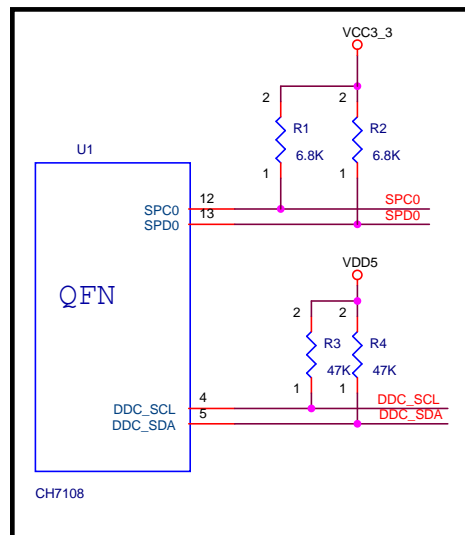 VCC3_3
2 2
U1 R1 R2
6.8K 6.8K
1 1
SPC0 12 SPC0
SPD0 13 SPD0
VDD5
QFN
2 2
R3 R4
47K 47K
1 1
DDC_SCL 4 DDC_SCL
DDC_SDA 5 DDC_SDA
CH7108